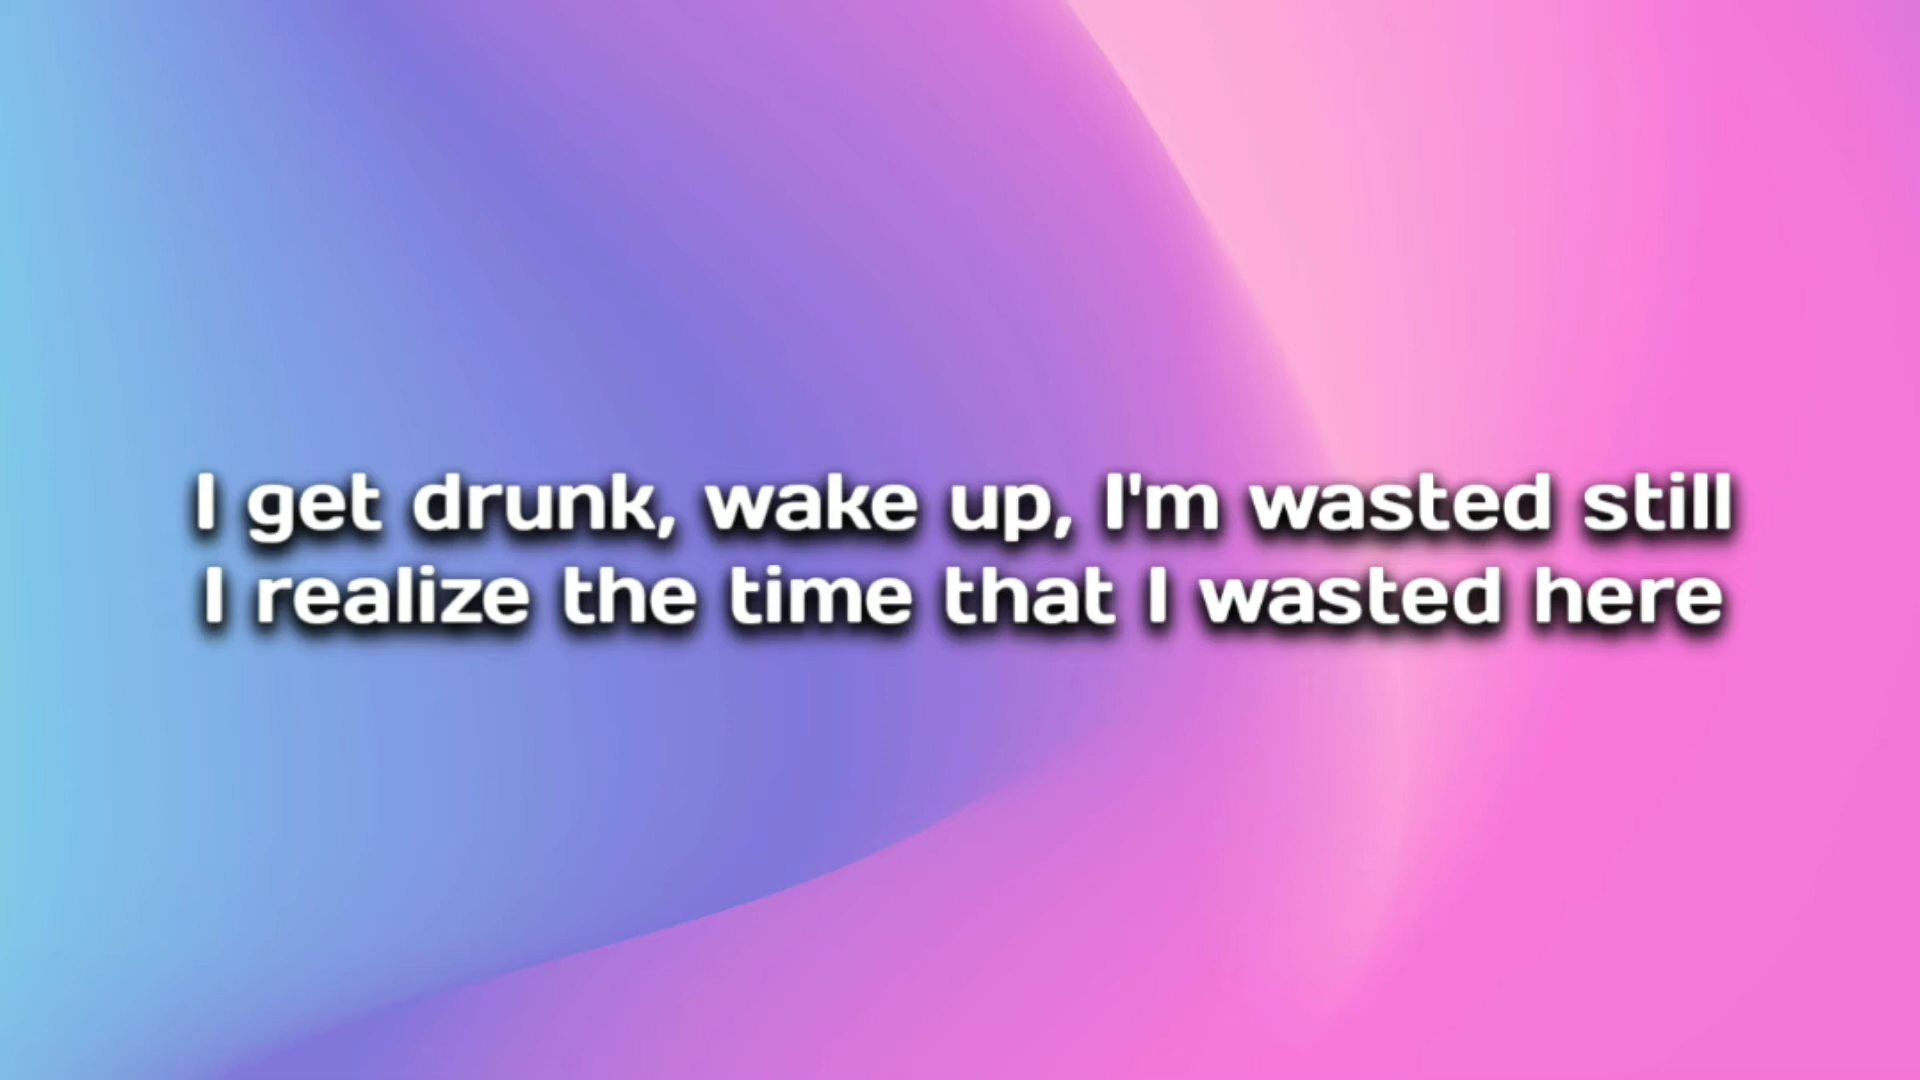 I get drunk, wake up, I'm wasted still
I realize the time that I wasted here